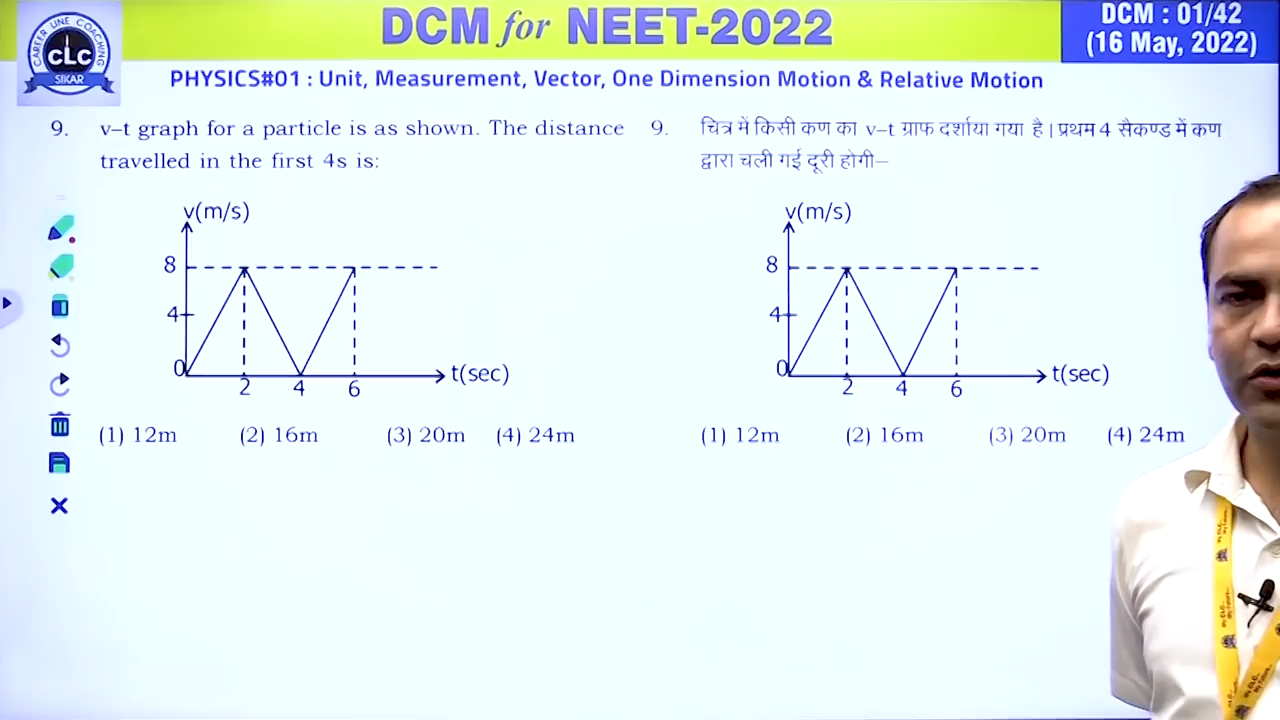 CAREER LINE COACHING
CLC
SIKAR
DCM for NEET-2022
DCM : 01/42
(16 May, 2022)
PHYSICS#01 : Unit, Measurement, Vector, One Dimension Motion & Relative Motion
9. v–t graph for a particle is as shown. The distance
travelled in the first 4s is:
v(m/s)
8
4
0
2 4 6
t(sec)
(1) 12m (2) 16m (3) 20m (4) 24m
9. चित्र में किसी कण का v–t ग्राफ दर्शाया गया है। प्रथम 4 सैकण्ड में कण
द्वारा चली गई दूरी होगी–
v(m/s)
8
4
0
2 4 6
t(sec)
(1) 12m (2) 16m (3) 20m (4) 24m